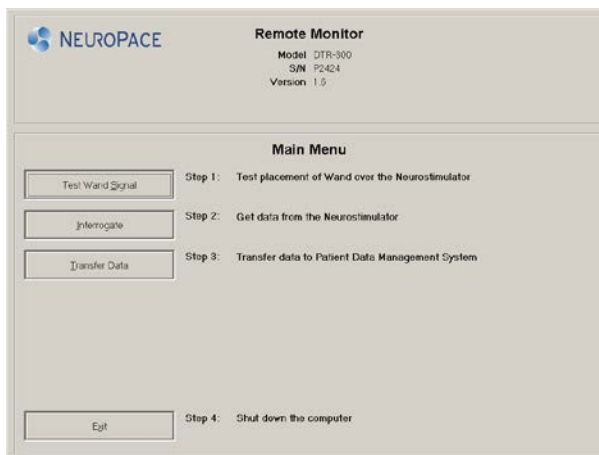 NEUROPACE
Remote Monitor
Model DTR-300
S/N P2424
Version 1.6
Main Menu
Test Wand Signal Step 1: Test placement of Wand over the Neurostimulator
Interrogate Step 2: Get data from the Neurostimulator
Transfer Data Step 3: Transfer data to Patient Data Management System
Exit Step 4: Shut down the computer